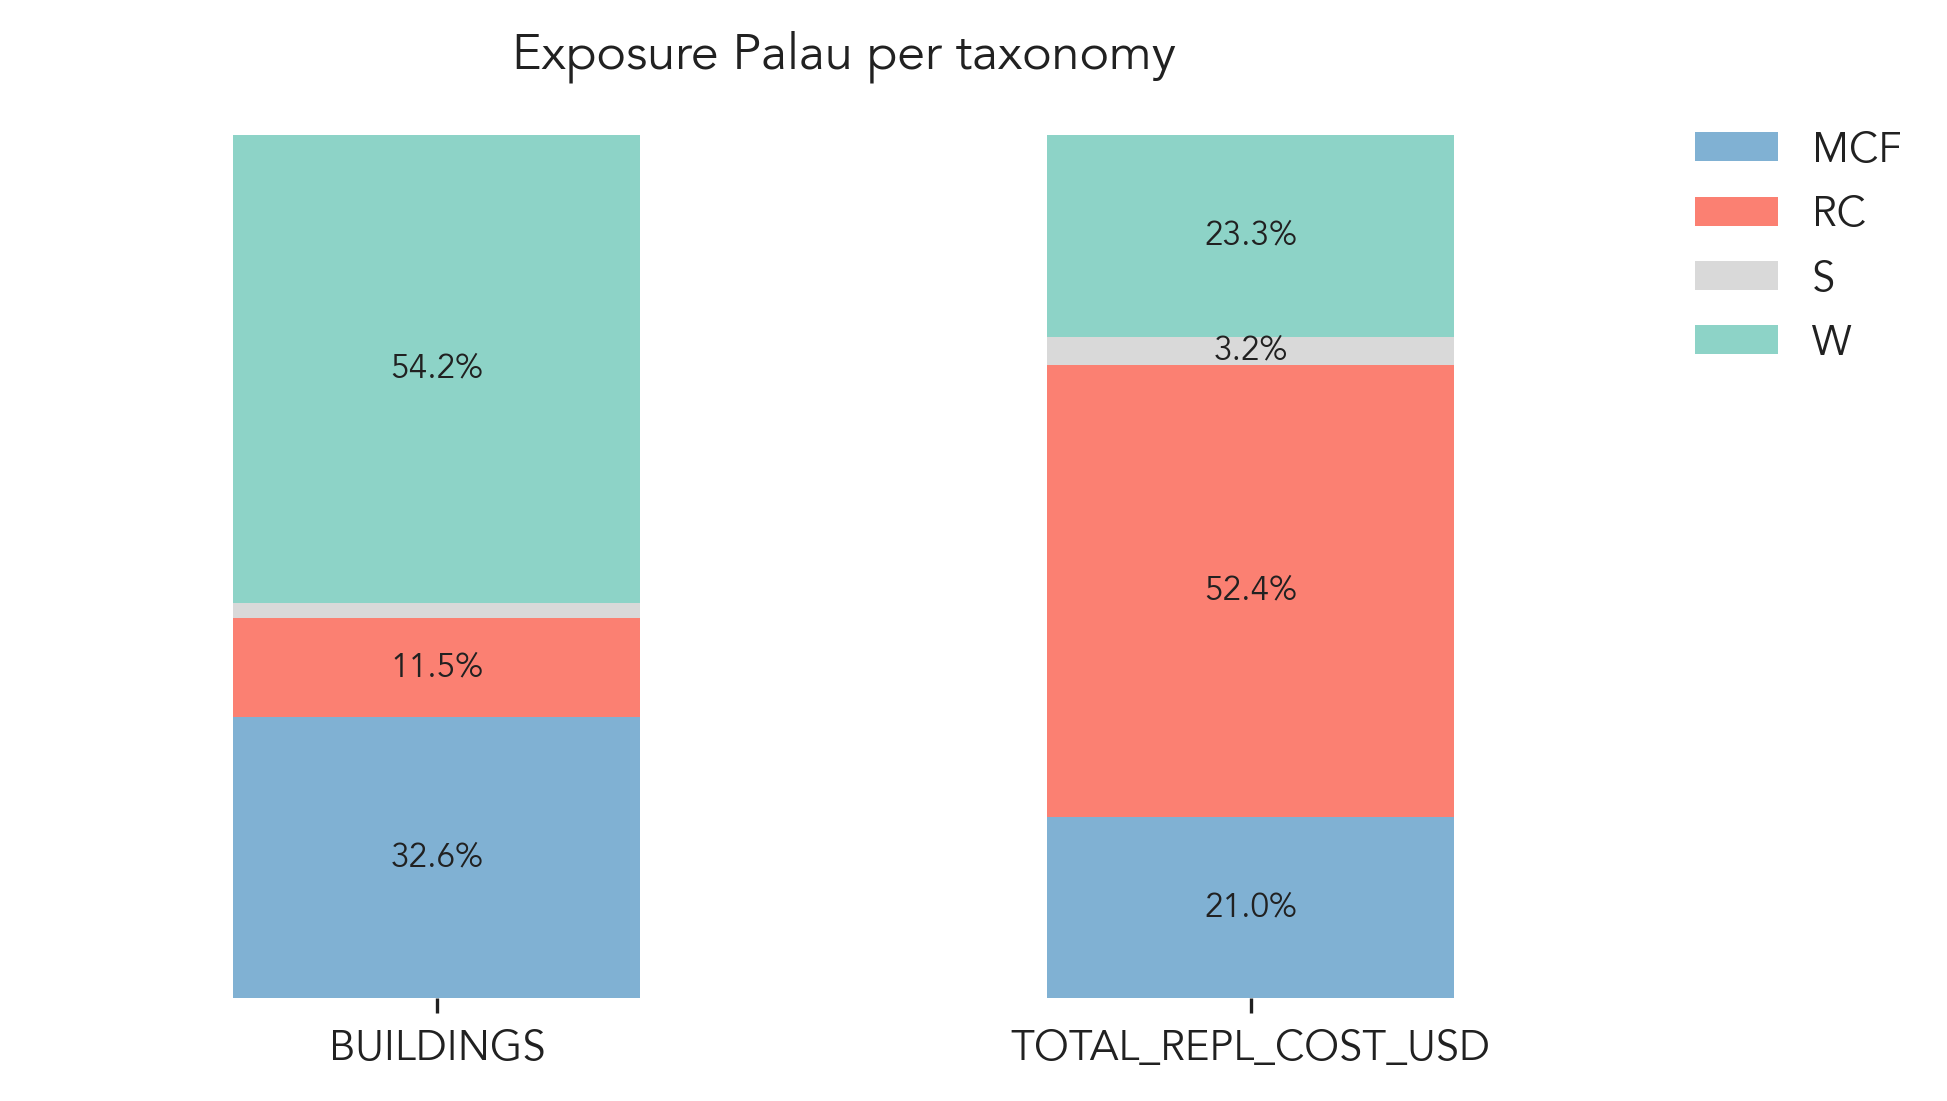 Exposure Palau per taxonomy
MCF
RC
S
W
54.2%
11.5%
32.6%
23.3%
3.2%
52.4%
21.0%
BUILDINGS
TOTAL_REPL_COST_USD